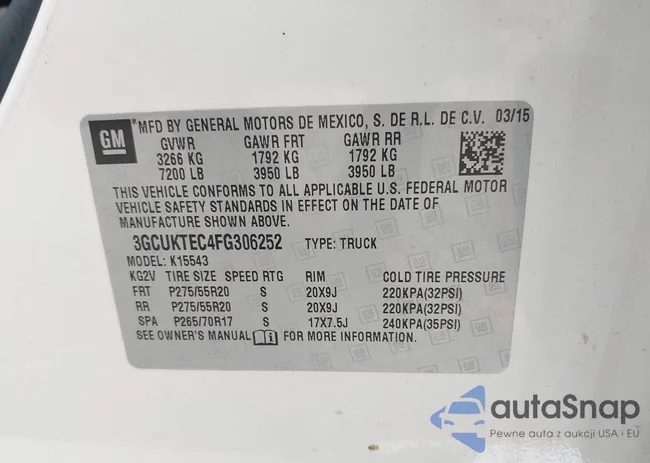 GM
MFD BY GENERAL MOTORS DE MEXICO, S. DE R.L. DE C.V. 03/15
GVWR GAWR FRT GAWR RR
3266 KG 1792 KG 1792 KG
7200 LB 3950 LB 3950 LB
THIS VEHICLE CONFORMS TO ALL APPLICABLE U.S. FEDERAL MOTOR
VEHICLE SAFETY STANDARDS IN EFFECT ON THE DATE OF
MANUFACTURE SHOWN ABOVE.
3GCUKTEC4FG306252 TYPE: TRUCK
MODEL: K15543
KG2V TIRE SIZE SPEED RTG RIM COLD TIRE PRESSURE
FRT P275/55R20 S 20X9J 220KPA(32PSI)
RR P275/55R20 S 20X9J 220KPA(32PSI)
SPA P265/70R17 S 17X7.5J 240KPA(35PSI)
SEE OWNER'S MANUAL FOR MORE INFORMATION.
autaSnap
Pewne auta z aukcji USA i EU